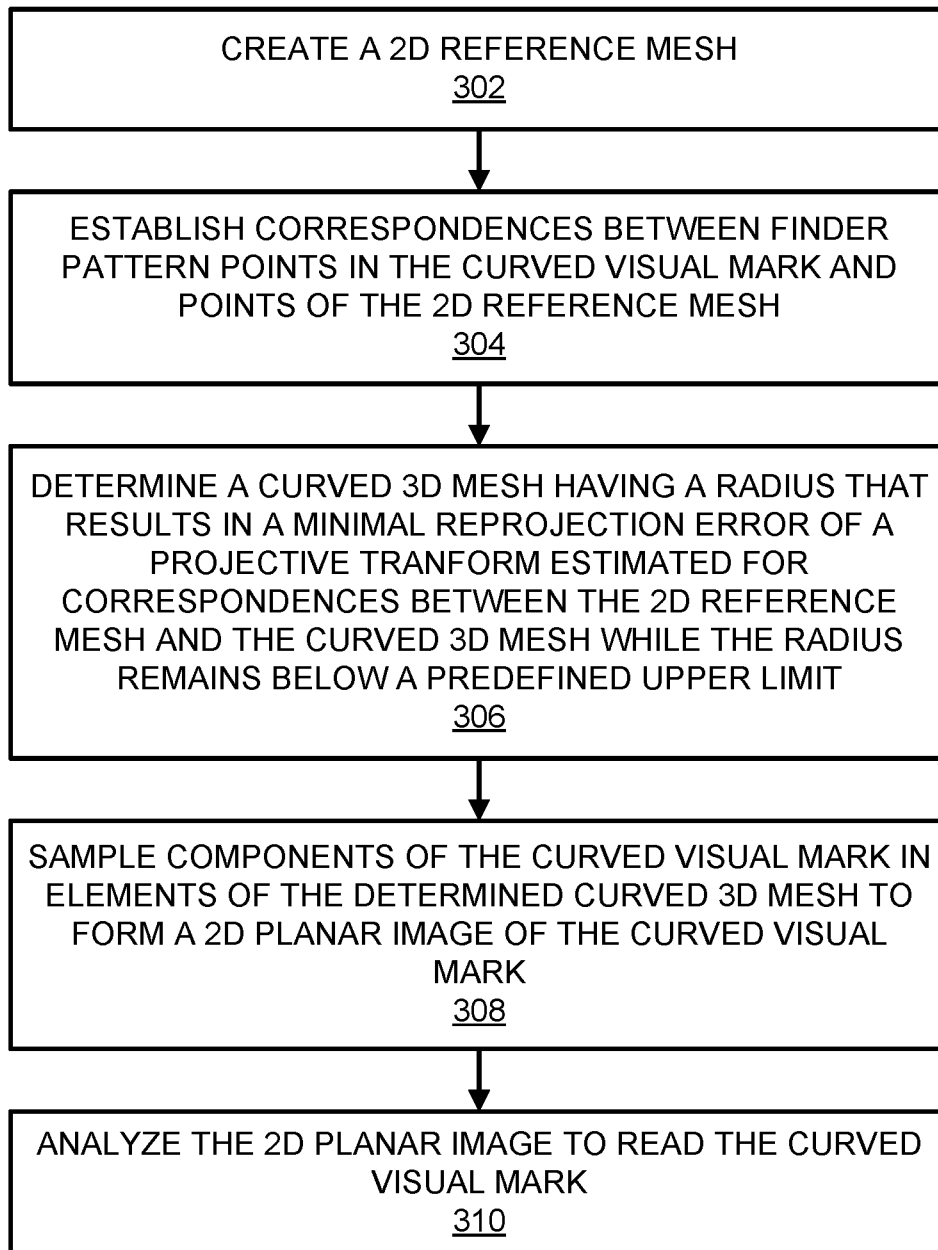 CREATE A 2D REFERENCE MESH
302
ESTABLISH CORRESPONDENCES BETWEEN FINDER
PATTERN POINTS IN THE CURVED VISUAL MARK AND
POINTS OF THE 2D REFERENCE MESH
304
DETERMINE A CURVED 3D MESH HAVING A RADIUS THAT
RESULTS IN A MINIMAL REPROJECTION ERROR OF A
PROJECTIVE TRANFORM ESTIMATED FOR
CORRESPONDENCES BETWEEN THE 2D REFERENCE
MESH AND THE CURVED 3D MESH WHILE THE RADIUS
REMAINS BELOW A PREDEFINED UPPER LIMIT
306
SAMPLE COMPONENTS OF THE CURVED VISUAL MARK IN
ELEMENTS OF THE DETERMINED CURVED 3D MESH TO
FORM A 2D PLANAR IMAGE OF THE CURVED VISUAL
MARK
308
ANALYZE THE 2D PLANAR IMAGE TO READ THE CURVED
VISUAL MARK
310